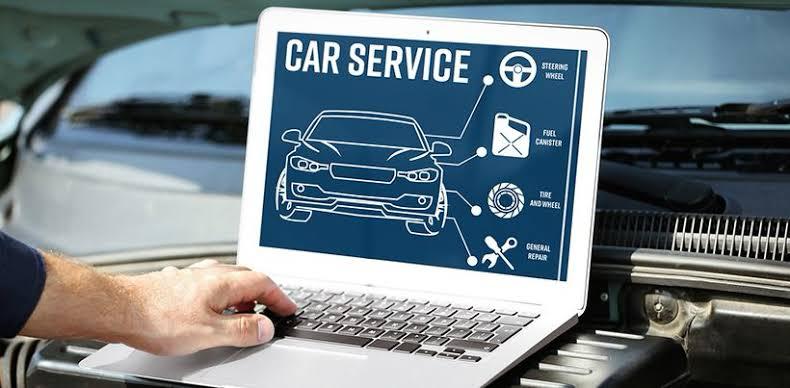 CAR SERVICE
STEERING
WHEEL
FUEL
CANISTER
TIRE
AND WHEEL
GENERAL
REPAIR